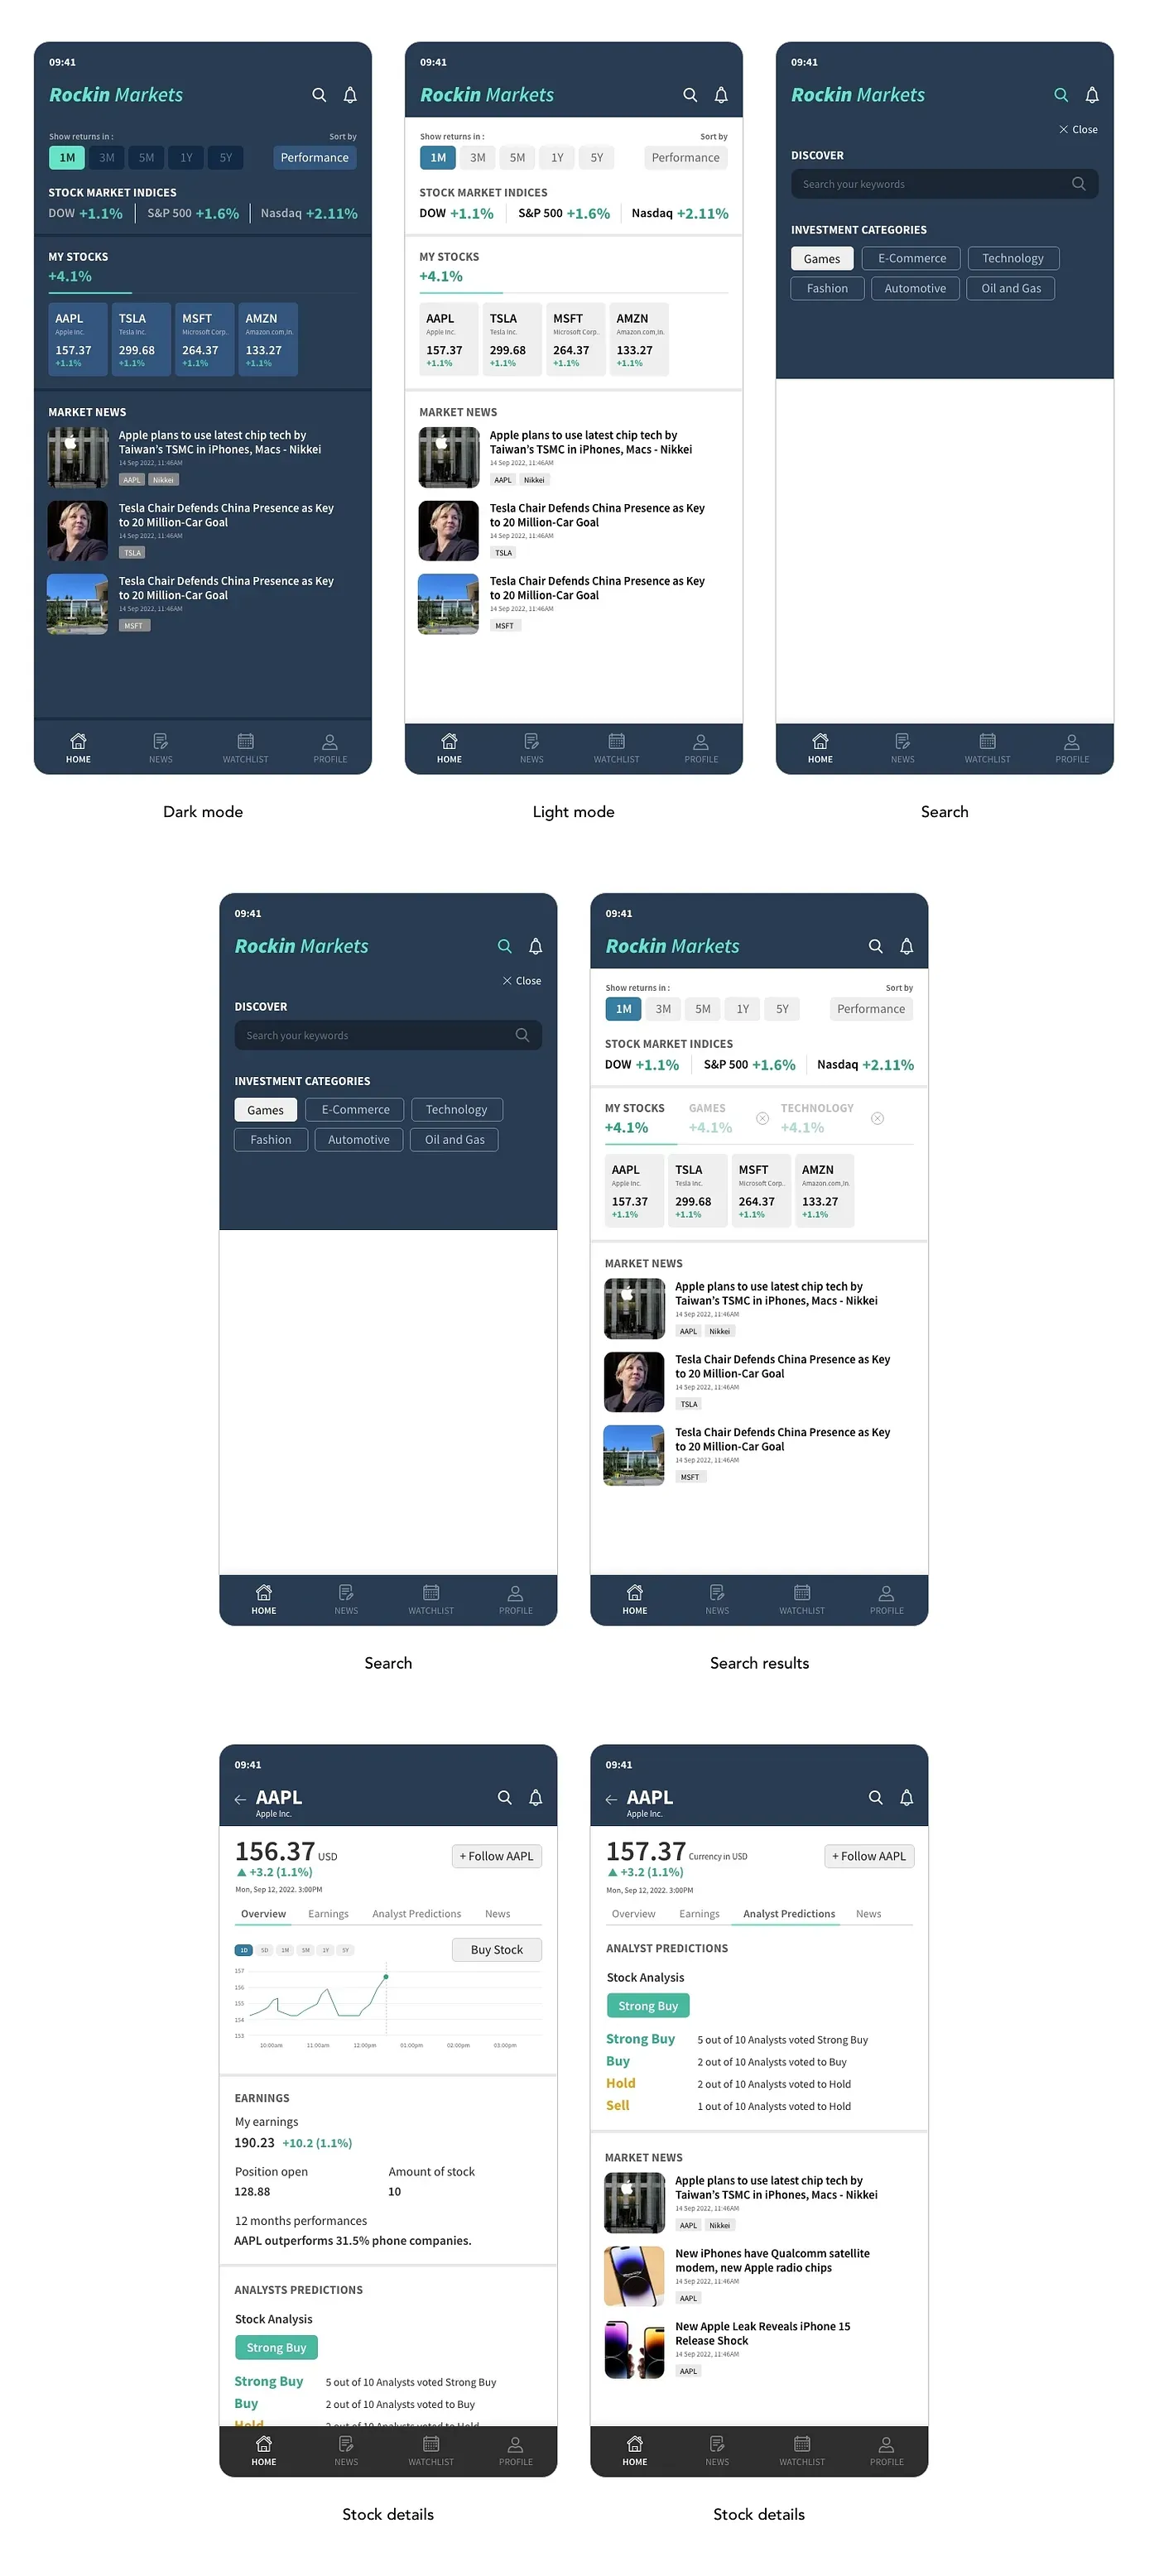 09:41
Rockin Markets
Show returns in :
Sort by
1M 3M 5M 1Y 5Y Performance
STOCK MARKET INDICES
DOW +1.1% S&P 500 +1.6% Nasdaq +2.11%
MY STOCKS
+4.1%
AAPL TSLA MSFT AMZN
Apple Inc. Tesla Inc. Microsoft Corp.. Amazon.com,In.
157.37 299.68 264.37 133.27
+1.1% +1.1% +1.1% +1.1%
MARKET NEWS
Apple plans to use latest chip tech by
Taiwan's TSMC in iPhones, Macs - Nikkei
14 Sep 2022, 11:46AM
AAPL Nikkei
Tesla Chair Defends China Presence as Key
to 20 Million-Car Goal
14 Sep 2022, 11:46AM
TSLA
Tesla Chair Defends China Presence as Key
to 20 Million-Car Goal
14 Sep 2022, 11:46AM
MSFT
HOME NEWS WATCHLIST PROFILE
Dark mode
09:41
Rockin Markets
Show returns in :
Sort by
1M 3M 5M 1Y 5Y Performance
STOCK MARKET INDICES
DOW +1.1% S&P 500 +1.6% Nasdaq +2.11%
MY STOCKS
+4.1%
AAPL TSLA MSFT AMZN
Apple Inc. Tesla Inc. Microsoft Corp.. Amazon.com,In.
157.37 299.68 264.37 133.27
+1.1% +1.1% +1.1% +1.1%
MARKET NEWS
Apple plans to use latest chip tech by
Taiwan's TSMC in iPhones, Macs - Nikkei
14 Sep 2022, 11:46AM
AAPL Nikkei
Tesla Chair Defends China Presence as Key
to 20 Million-Car Goal
14 Sep 2022, 11:46AM
TSLA
Tesla Chair Defends China Presence as Key
to 20 Million-Car Goal
14 Sep 2022, 11:46AM
MSFT
HOME NEWS WATCHLIST PROFILE
Light mode
09:41
Rockin Markets
Close
DISCOVER
Search your keywords
INVESTMENT CATEGORIES
Games E-Commerce Technology
Fashion Automotive Oil and Gas
HOME NEWS WATCHLIST PROFILE
Search
09:41
Rockin Markets
Close
DISCOVER
Search your keywords
INVESTMENT CATEGORIES
Games E-Commerce Technology
Fashion Automotive Oil and Gas
HOME NEWS WATCHLIST PROFILE
Search
09:41
Rockin Markets
Show returns in :
Sort by
1M 3M 5M 1Y 5Y Performance
STOCK MARKET INDICES
DOW +1.1% S&P 500 +1.6% Nasdaq +2.11%
MY STOCKS GAMES TECHNOLOGY
+4.1% +4.1% +4.1%
AAPL TSLA MSFT AMZN
Apple Inc. Tesla Inc. Microsoft Corp.. Amazon.com,In.
157.37 299.68 264.37 133.27
+1.1% +1.1% +1.1% +1.1%
MARKET NEWS
Apple plans to use latest chip tech by
Taiwan's TSMC in iPhones, Macs - Nikkei
14 Sep 2022, 11:46AM
AAPL Nikkei
Tesla Chair Defends China Presence as Key
to 20 Million-Car Goal
14 Sep 2022, 11:46AM
TSLA
Tesla Chair Defends China Presence as Key
to 20 Million-Car Goal
14 Sep 2022, 11:46AM
MSFT
HOME NEWS WATCHLIST PROFILE
Search results
09:41
AAPL
Apple Inc.
156.37 USD
+ Follow AAPL
+3.2 (1.1%)
Mon, Sep 12, 2022. 3:00PM
Overview Earnings Analyst Predictions News
1D 5D 1M 5M 1Y 5Y
Buy Stock
157
156
155
154
153
10:00am 11:00am 12:00pm 01:00pm 02:00pm 03:00pm
EARNINGS
My earnings
190.23 +10.2 (1.1%)
Position open Amount of stock
128.88 10
12 months performances
AAPL outperforms 31.5% phone companies.
ANALYSTS PREDICTIONS
Stock Analysis
Strong Buy
Strong Buy 5 out of 10 Analysts voted Strong Buy
Buy 2 out of 10 Analysts voted to Buy
Hold 2 out of 10 Analysts voted to Hold
HOME NEWS WATCHLIST PROFILE
Stock details
09:41
AAPL
Apple Inc.
157.37 Currency in USD
+ Follow AAPL
+3.2 (1.1%)
Mon, Sep 12, 2022. 3:00PM
Overview Earnings Analyst Predictions News
ANALYST PREDICTIONS
Stock Analysis
Strong Buy
Strong Buy 5 out of 10 Analysts voted Strong Buy
Buy 2 out of 10 Analysts voted to Buy
Hold 2 out of 10 Analysts voted to Hold
Sell 1 out of 10 Analysts voted to Hold
MARKET NEWS
Apple plans to use latest chip tech by
Taiwan's TSMC in iPhones, Macs - Nikkei
14 Sep 2022, 11:46AM
AAPL Nikkei
New iPhones have Qualcomm satellite
modem, new Apple radio chips
14 Sep 2022, 11:46AM
AAPL
New Apple Leak Reveals iPhone 15
Release Shock
14 Sep 2022, 11:46AM
AAPL
HOME NEWS WATCHLIST PROFILE
Stock details